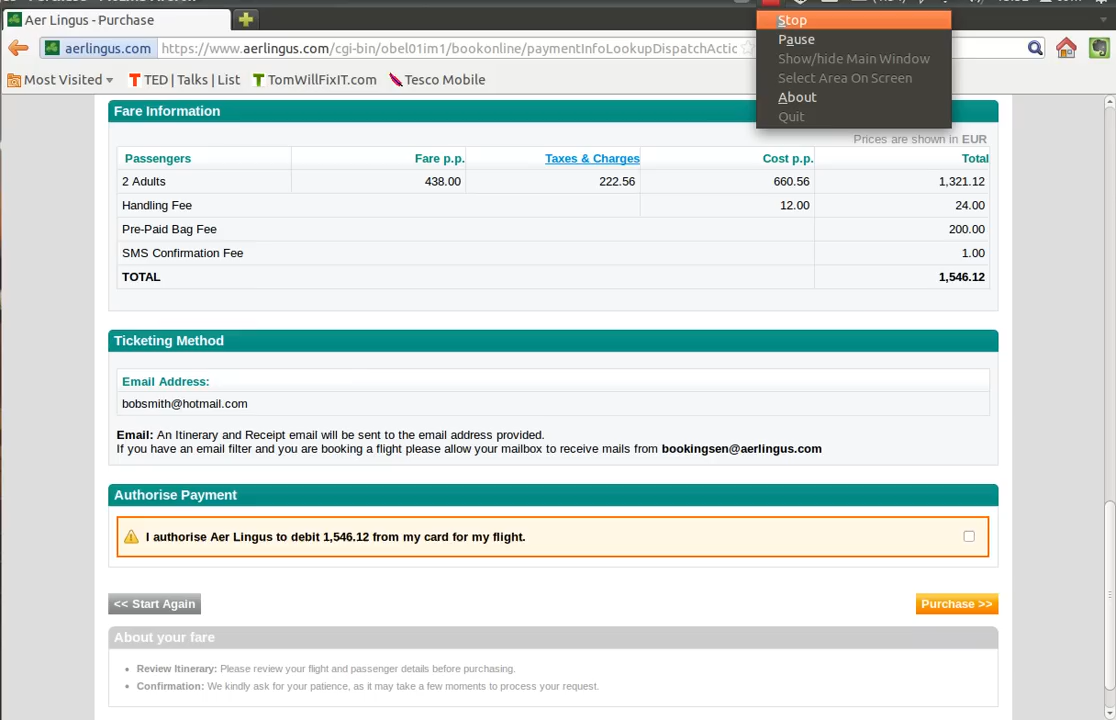 Aer Lingus - Purchase
aerlingus.com
https://www.aerlingus.com/cgi-bin/obel01im1/bookonline/paymentInfoLookupDispatchActic
Most Visited
TED | Talks | List
TomWillFixIT.com
Tesco Mobile
Stop
Pause
Show/hide Main Window
Select Area On Screen
About
Quit
Fare Information
Prices are shown in EUR
Passengers Fare p.p. Taxes & Charges Cost p.p. Total
2 Adults 438.00 222.56 660.56 1,321.12
Handling Fee 12.00 24.00
Pre-Paid Bag Fee 200.00
SMS Confirmation Fee 1.00
TOTAL 1,546.12
Ticketing Method
Email Address:
bobsmith@hotmail.com
Email: An Itinerary and Receipt email will be sent to the email address provided.
If you have an email filter and you are booking a flight please allow your mailbox to receive mails from bookingsen@aerlingus.com
Authorise Payment
I authorise Aer Lingus to debit 1,546.12 from my card for my flight.
<< Start Again
Purchase >>
About your fare
Review Itinerary: Please review your flight and passenger details before purchasing.
Confirmation: We kindly ask for your patience, as it may take a few moments to process your request.